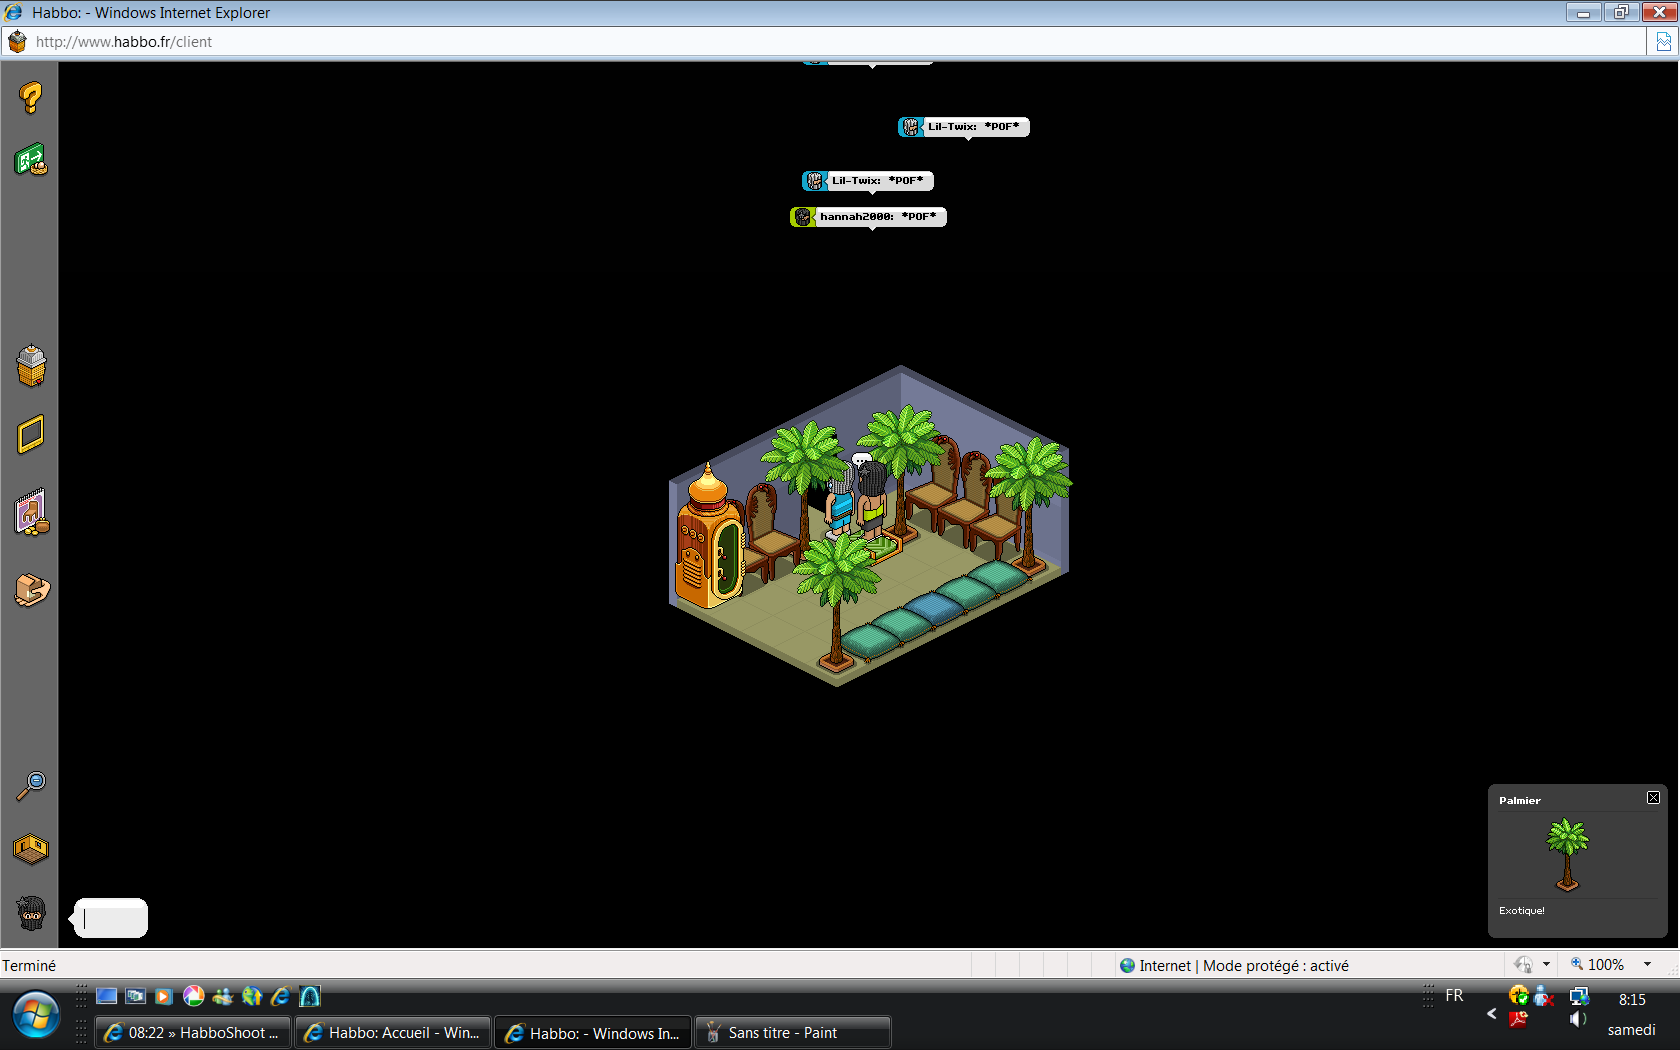 Habbo: - Windows Internet Explorer
http://www.habbo.fr/client
Lil-Twix: *POF*
Lil-Twix: *POF*
hannah2000: *POF*
Palmier
Exotique!
Terminé
Internet | Mode protégé : activé
100%
FR
8:15
samedi
08:22 » HabboShoot ...
Habbo: Accueil - Win...
Habbo: - Windows In...
Sans titre - Paint